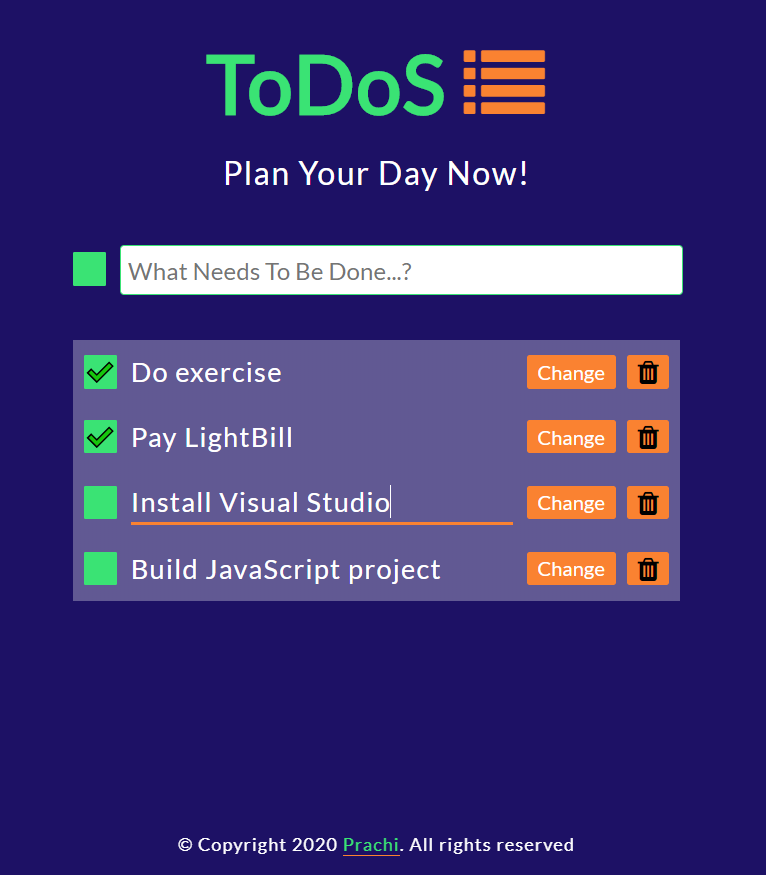 ToDoS
Plan Your Day Now!
What Needs To Be Done...?
Do exercise Change
Pay LightBill Change
Install Visual Studio Change
Build JavaScript project Change
© Copyright 2020 Prachi. All rights reserved